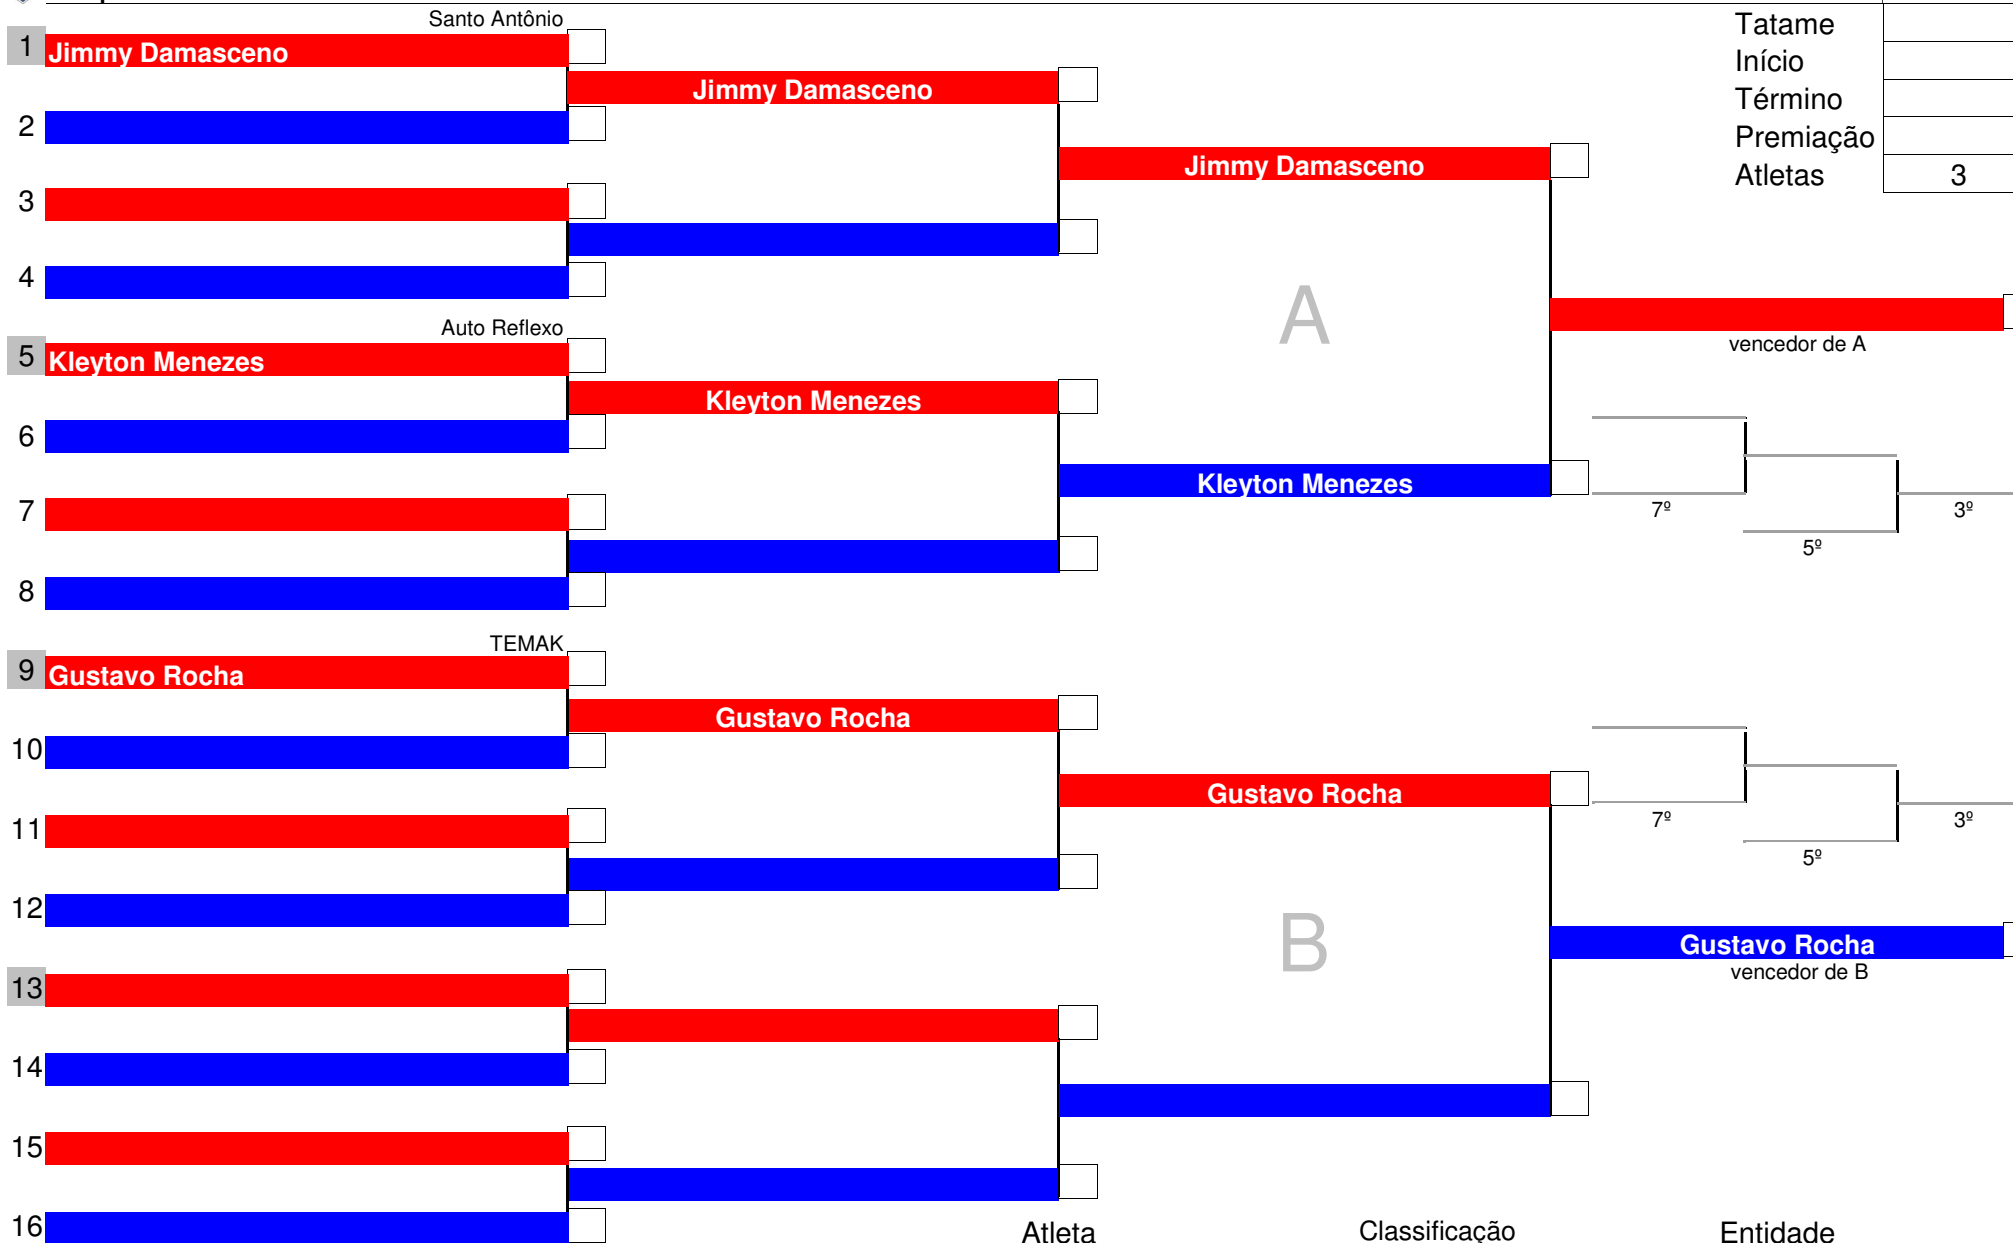 Santo Antônio
1 Jimmy Damasceno
Jimmy Damasceno
2
Jimmy Damasceno
3
4
Auto Reflexo
5 Kleyton Menezes
Kleyton Menezes
6
Kleyton Menezes
7
8
A
vencedor de A
7º
5º
3º
TEMAK
9 Gustavo Rocha
Gustavo Rocha
10
Gustavo Rocha
11
12
13
14
15
16
B
7º
5º
3º
Gustavo Rocha
vencedor de B
Tatame
Início
Término
Premiação
Atletas 3
Atleta Classificação Entidade